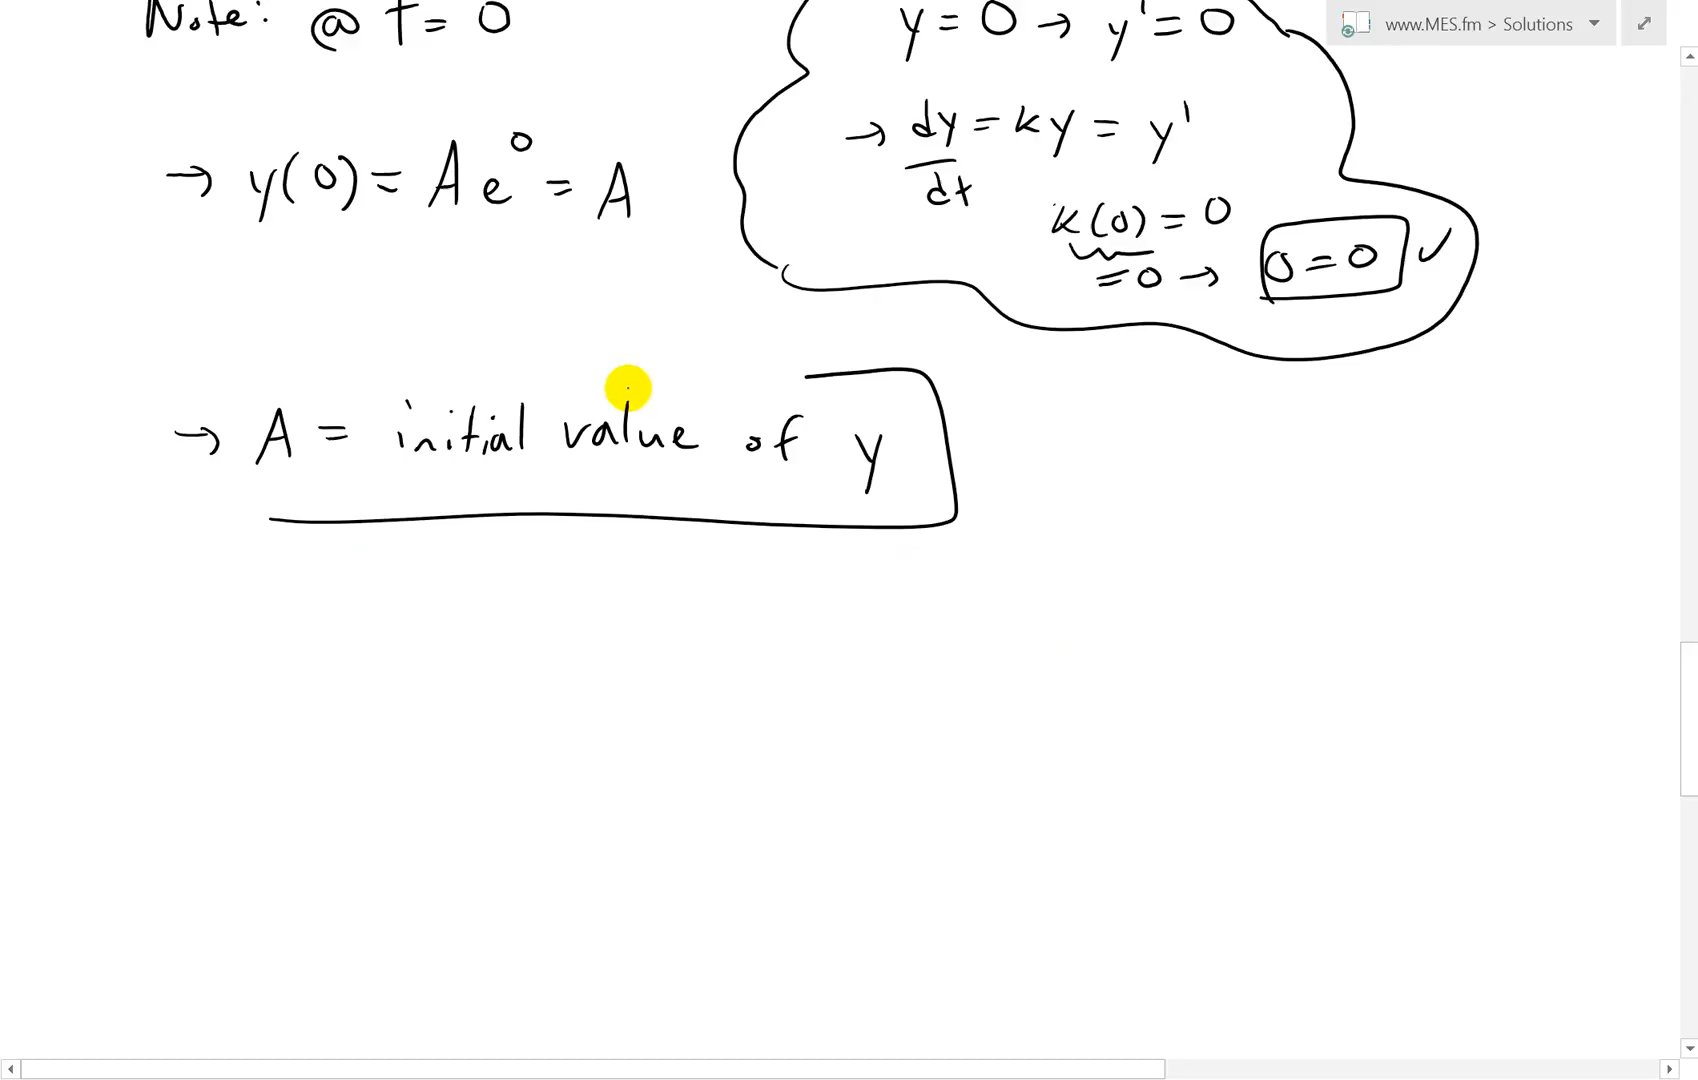 Note: @ t = 0
→ y(0) = A e⁰ = A
y = 0 → y' = 0
→ dy/dt = ky = y'
k(0) = 0
= 0 → 0 = 0 ✓
→ A = initial value of y
www.MES.fm > Solutions